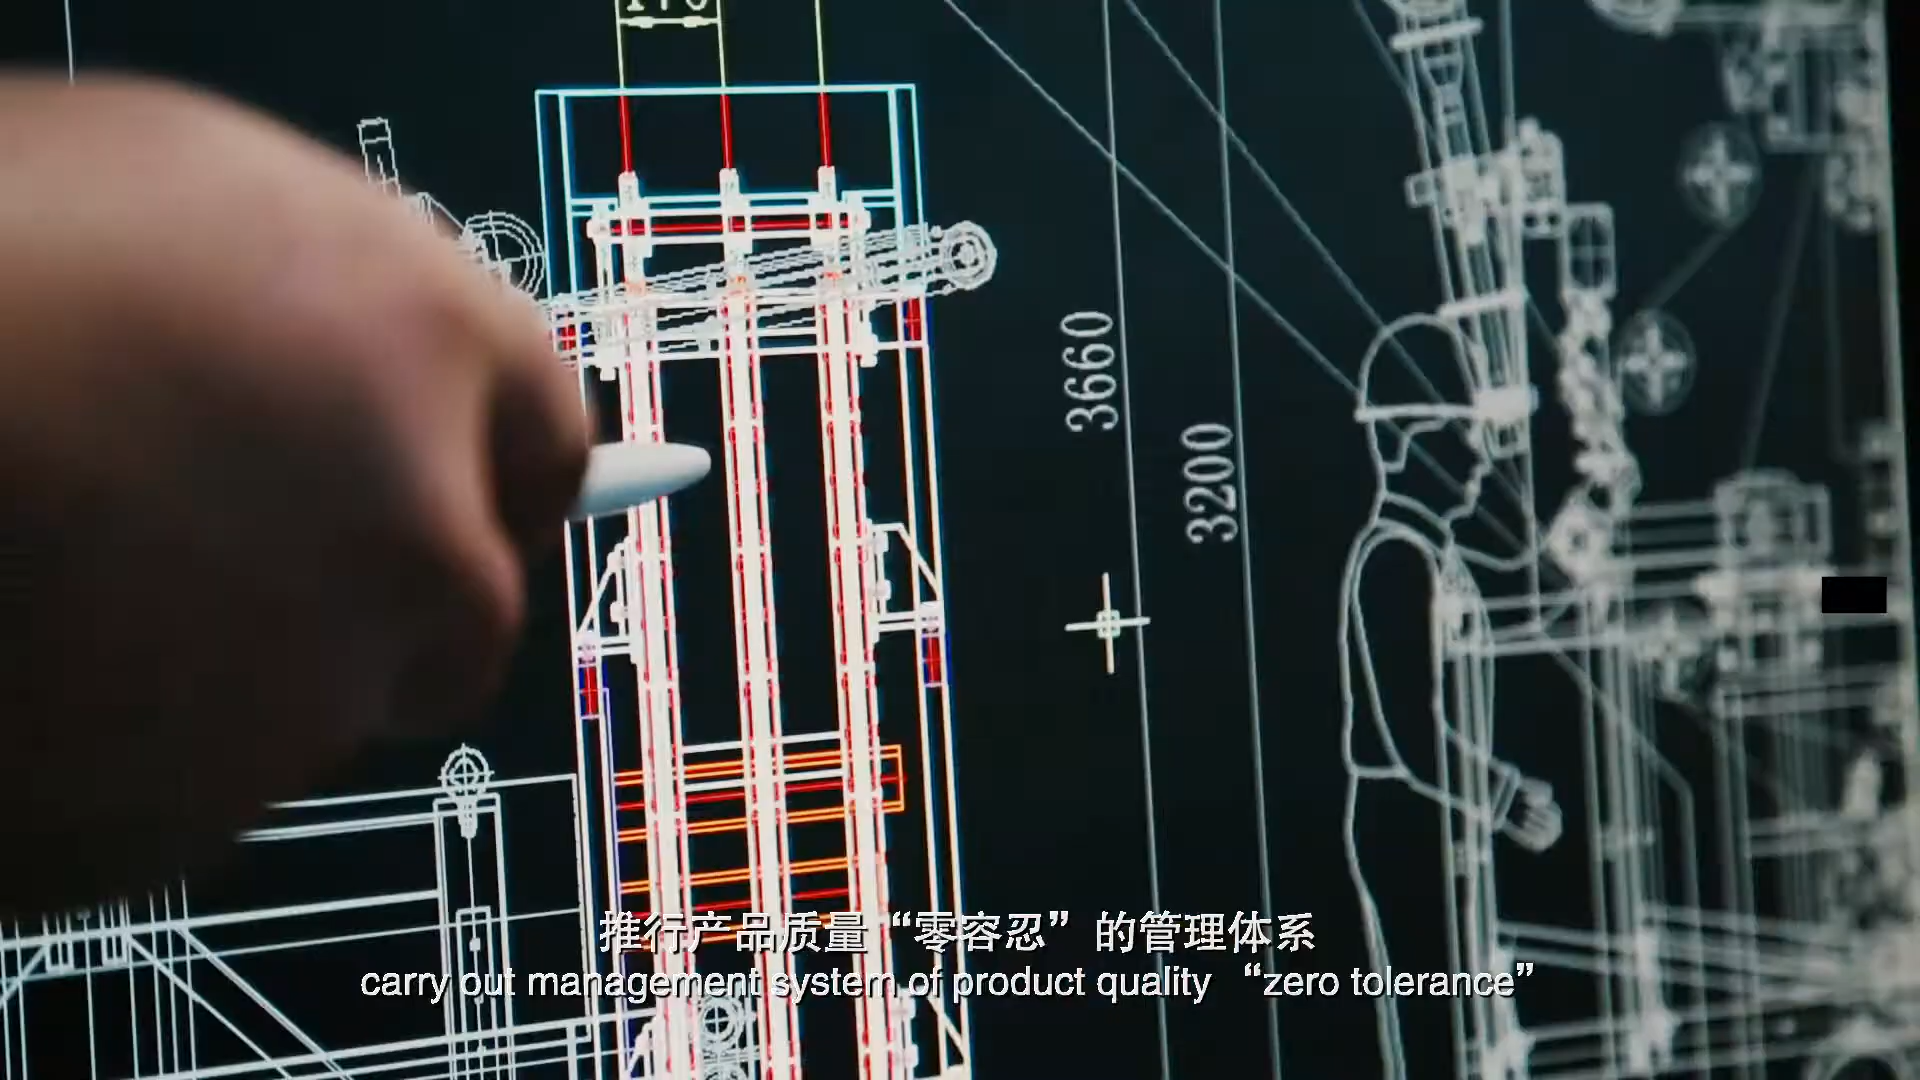 3660
3200
推行产品质量“零容忍”的管理体系
carry out management system of product quality “zero tolerance”